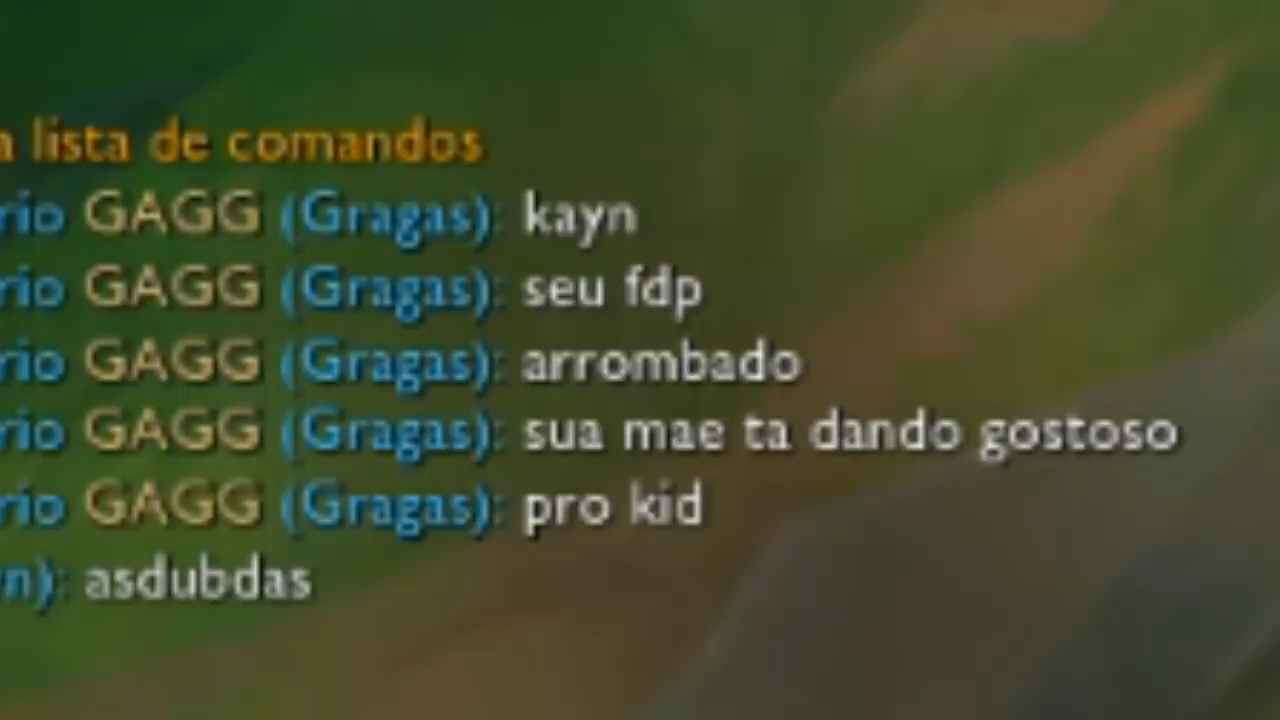 a lista de comandos
rio GAGG (Gragas): kayn
rio GAGG (Gragas): seu fdp
rio GAGG (Gragas): arrombado
rio GAGG (Gragas): sua mae ta dando gostoso
rio GAGG (Gragas): pro kid
n): asdubdas